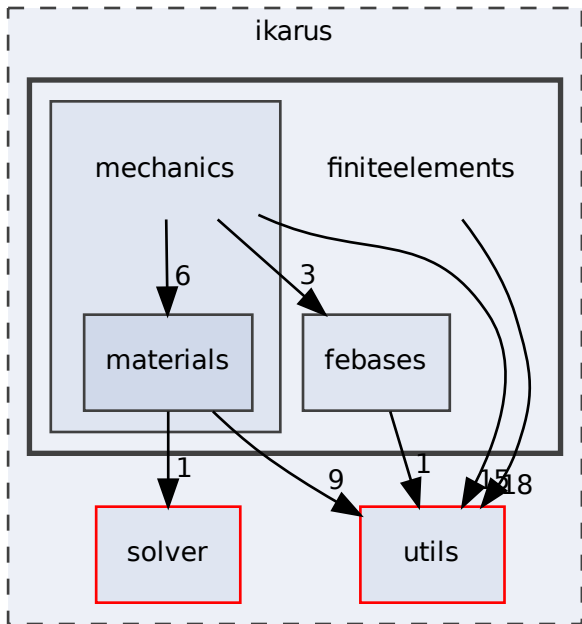 ikarus
mechanics
finiteelements
6
3
materials
febases
1
9
1
15
18
solver
utils